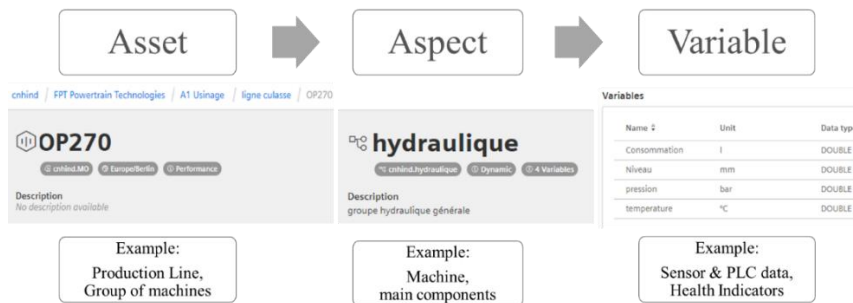 Asset
Aspect
Variable
cnhind / FPT Powertrain Technologies / A1 Usinage / ligne culasse / OP270
OP270
cnhind.MO
Europe/Berlin
Performance
Description
No description available
hydraulique
cnhind.hydraulique
Dynamic
4 Variables
Description
groupe hydraulique générale
Variables
Name Unit Data type
Consommation l DOUBLE
Niveau mm DOUBLE
pression bar DOUBLE
temperature °C DOUBLE
Example:
Production Line,
Group of machines
Example:
Machine,
main components
Example:
Sensor & PLC data,
Health Indicators